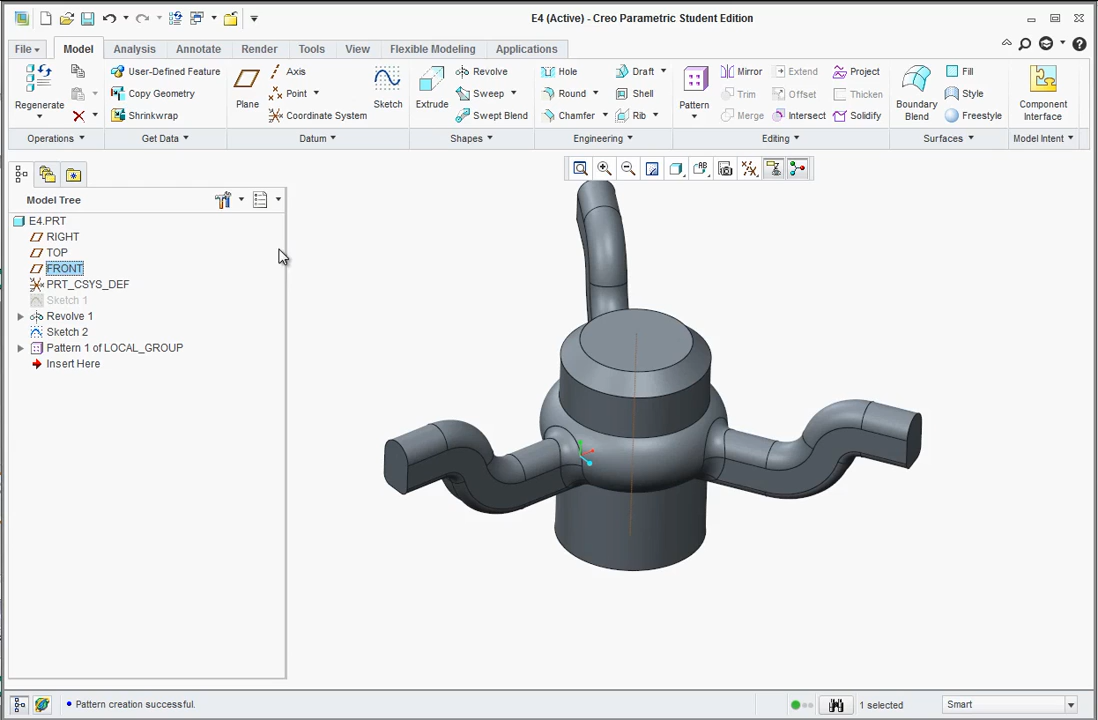 E4 (Active) - Creo Parametric Student Edition
File Model Analysis Annotate Render Tools View Flexible Modeling Applications
Regenerate
User-Defined Feature
Copy Geometry
Shrinkwrap
Plane
Axis
Point
Coordinate System
Sketch
Extrude
Revolve
Sweep
Swept Blend
Hole
Round
Chamfer
Draft
Shell
Rib
Pattern
Mirror
Trim
Merge
Extend
Offset
Intersect
Project
Thicken
Solidify
Boundary
Blend
Fill
Style
Freestyle
Component
Interface
Operations Get Data Datum Shapes Engineering Editing Surfaces Model Intent
Model Tree
E4.PRT
RIGHT
TOP
FRONT
PRT_CSYS_DEF
Sketch 1
Revolve 1
Sketch 2
Pattern 1 of LOCAL_GROUP
Insert Here
Pattern creation successful.
1 selected
Smart